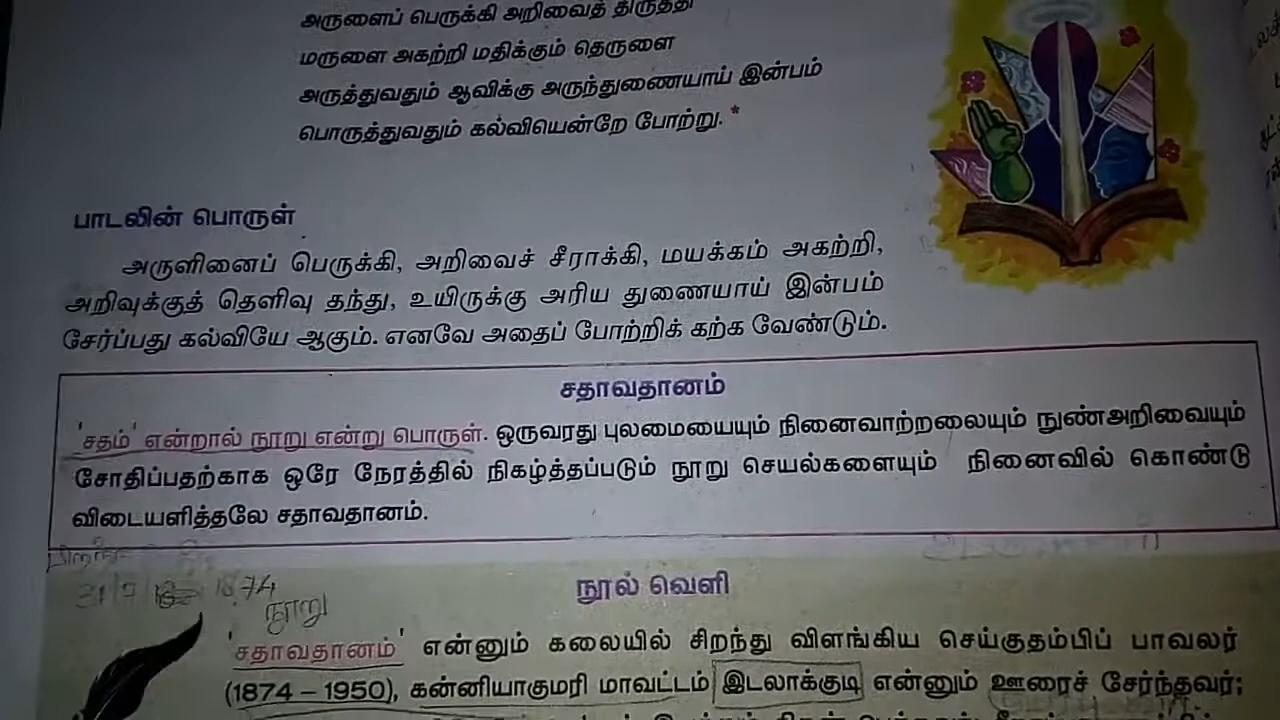 அருளைப் பெருக்கி அறிவைத் திருத்தி
மருளை அகற்றி மதிக்கும் தெருளை
அருத்துவதும் ஆவிக்கு அருந்துணையாய் இன்பம்
பொருத்துவதும் கல்வியென்றே போற்று. *
பாடலின் பொருள்
அருளினைப் பெருக்கி, அறிவைச் சீராக்கி, மயக்கம் அகற்றி,
அறிவுக்குத் தெளிவு தந்து, உயிருக்கு அரிய துணையாய் இன்பம்
சேர்ப்பது கல்வியே ஆகும். எனவே அதைப் போற்றிக் கற்க வேண்டும்.
சதாவதானம்
'சதம்' என்றால் நூறு என்று பொருள். ஒருவரது புலமையையும் நினைவாற்றலையும் நுண்அறிவையும்
சோதிப்பதற்காக ஒரே நேரத்தில் நிகழ்த்தப்படும் நூறு செயல்களையும் நினைவில் கொண்டு
விடையளித்தலே சதாவதானம்.
நூல் வெளி
நூறு
'சதாவதானம்' என்னும் கலையில் சிறந்து விளங்கிய செய்குதம்பிப் பாவலர்
(1874 – 1950), கன்னியாகுமரி மாவட்டம் இடலாக்குடி என்னும் ஊரைச் சேர்ந்தவர்;